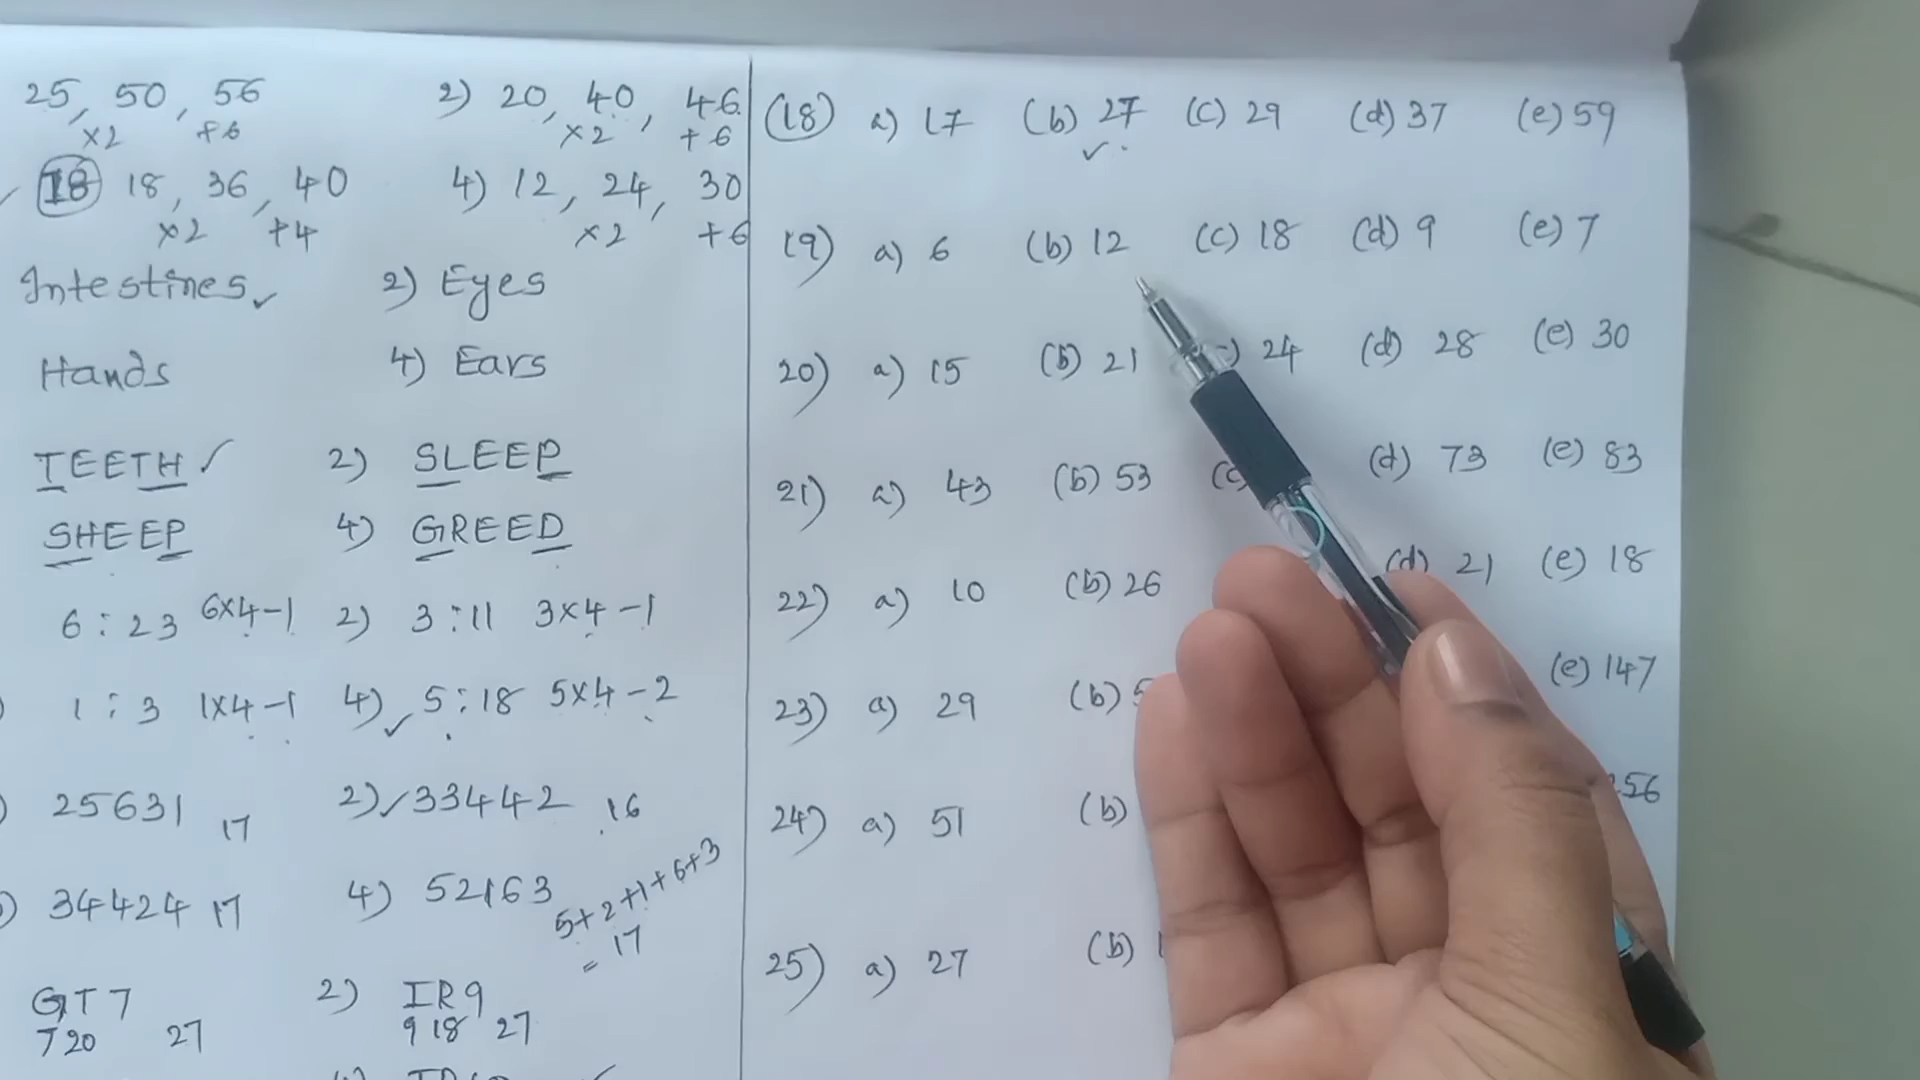 25, 50, 56 2) 20, 40, 46
×2 +6 ×2 +6
18 18, 36, 40 4) 12, 24, 30
×2 +4 ×2 +6
Intestines 2) Eyes
Hands 4) Ears
TEETH 2) SLEEP
SHEEP 4) GREED
6:23 6×4-1 2) 3:11 3×4-1
1:3 1×4-1 4) 5:18 5×4-2
25631 17 2) 33442 16
34424 17 4) 52163 5+2+1+6+3
= 17
GT7 2) IR9
7 20 27 9 18 27
(18) a) 17 (b) 27 (c) 29 (d) 37 (e) 59
19) a) 6 (b) 12 (c) 18 (d) 9 (e) 7
20) a) 15 (b) 21 24 (d) 28 (e) 30
21) a) 43 (b) 53 (d) 73 (e) 83
22) a) 10 (b) 26 (d) 21 (e) 18
23) a) 29 (b) (e) 147
24) a) 51 (b) 256
25) a) 27 (b)